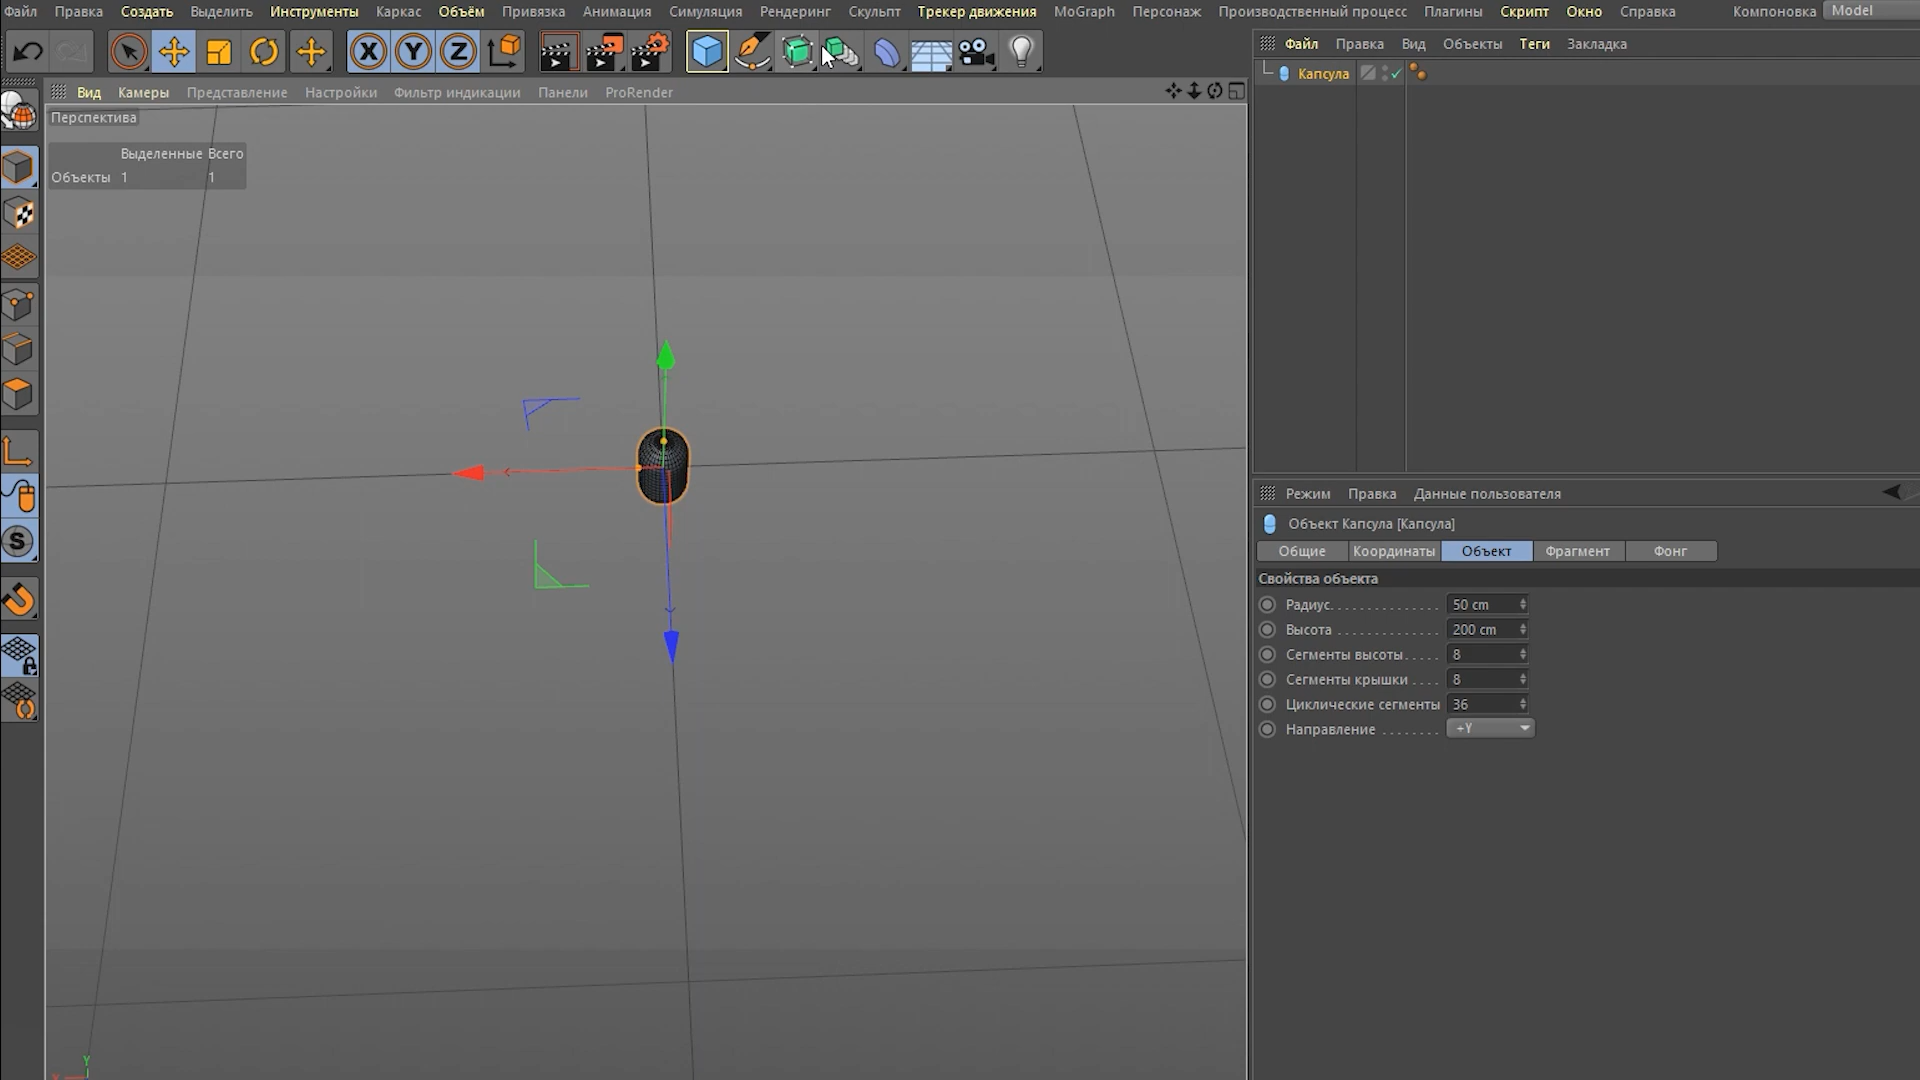 Файл Правка Создать Выделить Инструменты Каркас Объём Привязка Анимация Симуляция Рендеринг Скульпт Трекер движения MoGraph Персонаж Производственный процесс Плагины Скрипт Окно Справка Компоновка Model
X Y Z
Файл Правка Вид Объекты Теги Закладка
Капсула
Вид Камеры Представление Настройки Фильтр индикации Панели ProRender
Перспектива
Выделенные Всего
Объекты 1 1
S
Режим Правка Данные пользователя
Объект Капсула [Капсула]
Общие Координаты Объект Фрагмент Фонг
Свойства объекта
Радиус. . . . . . . . . . . . . . 50 cm
Высота . . . . . . . . . . . . . 200 cm
Сегменты высоты. . . . . 8
Сегменты крышки . . . . 8
Циклические сегменты 36
Направление . . . . . . . . +Y
Y
X